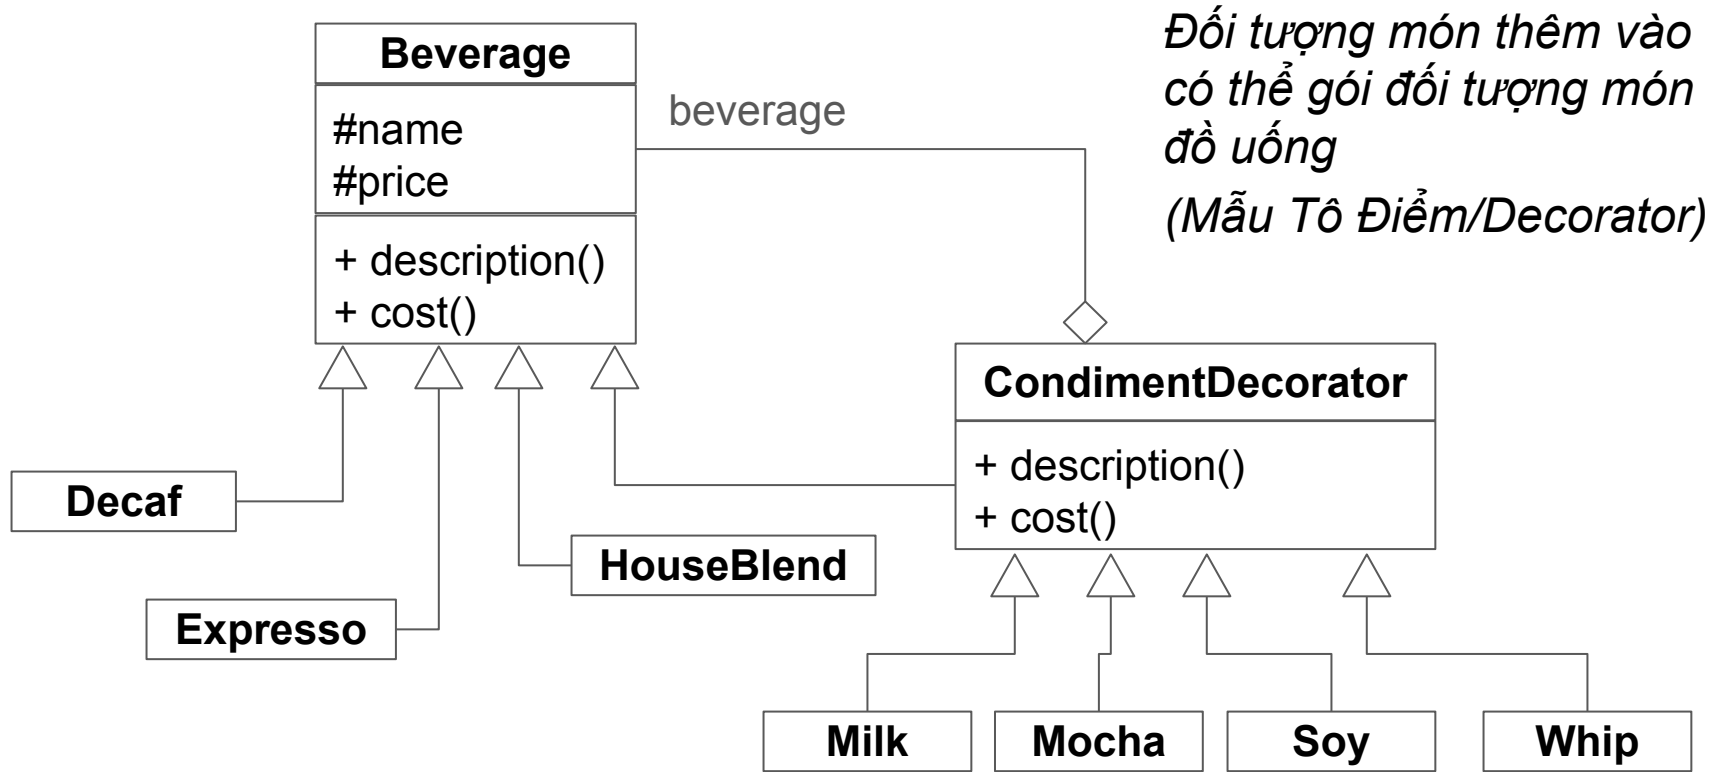 Beverage
#name
#price
+ description()
+ cost()
beverage
Đối tượng món thêm vào
có thể gói đối tượng món
đồ uống
(Mẫu Tô Điểm/Decorator)
CondimentDecorator
+ description()
+ cost()
Decaf
HouseBlend
Expresso
Milk
Mocha
Soy
Whip